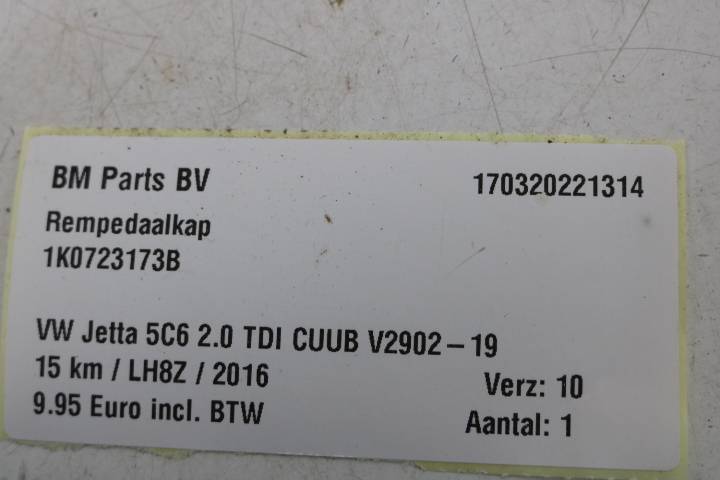 BM Parts BV 170320221314
Rempedaalkap
1K0723173B
VW Jetta 5C6 2.0 TDI CUUB V2902-19
15 km / LH8Z / 2016 Verz: 10
9.95 Euro incl. BTW Aantal: 1